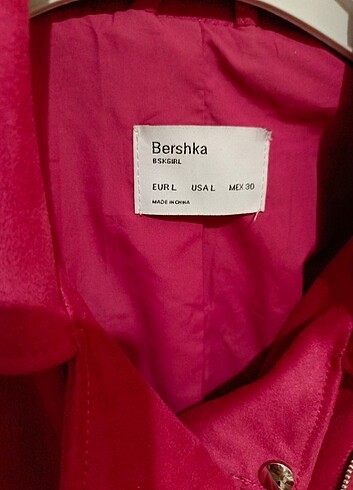 Bershka
BSKGIRL
EUR L USA L MEX 30
MADE IN CHINA